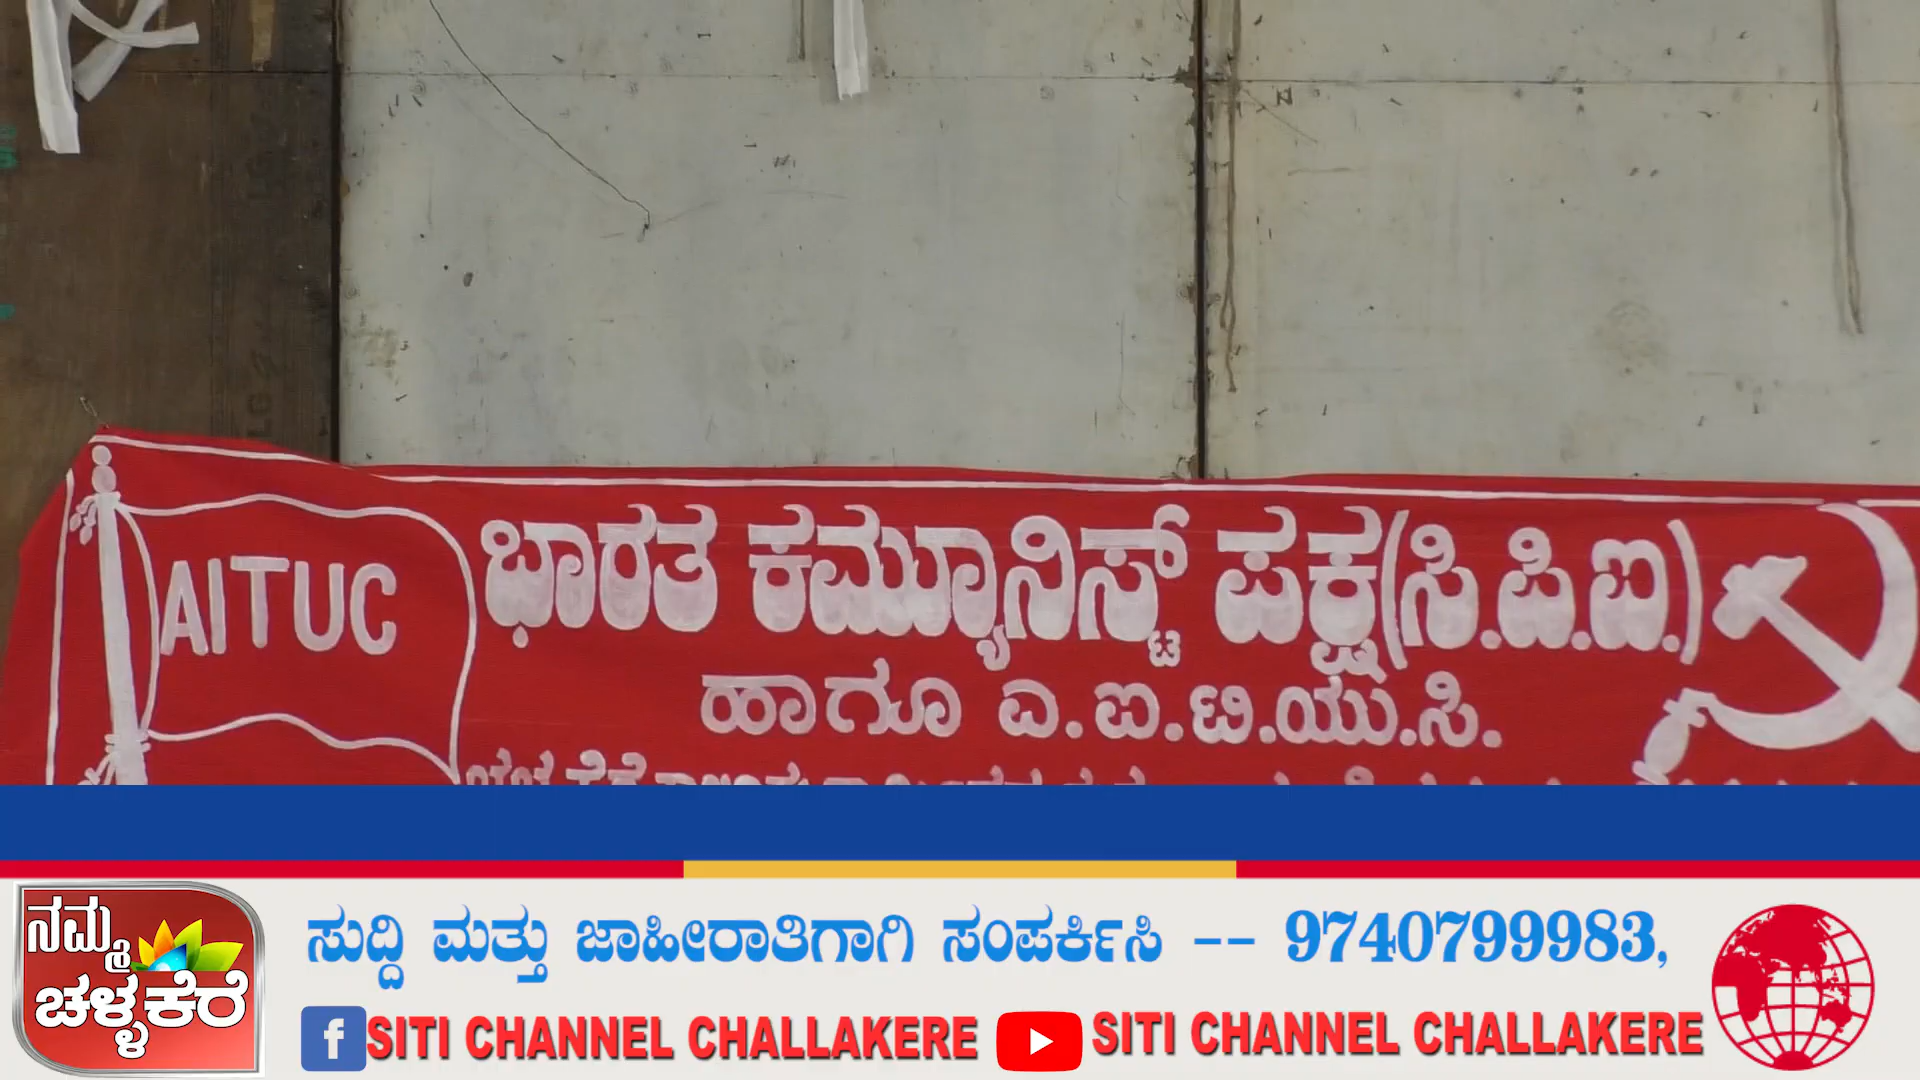 AITUC
ಭಾರತ ಕಮ್ಯೂನಿಸ್ಟ್ ಪಕ್ಷ(ಸಿ.ಪಿ.ಐ.)
ಹಾಗೂ ಎ.ಐ.ಟಿ.ಯು.ಸಿ.
ನಮ್ಮ
ಚಳ್ಳಕೆರೆ
ಸುದ್ದಿ ಮತ್ತು ಜಾಹೀರಾತಿಗಾಗಿ ಸಂಪರ್ಕಿಸಿ -- 9740799983,
f SITI CHANNEL CHALLAKERE SITI CHANNEL CHALLAKERE